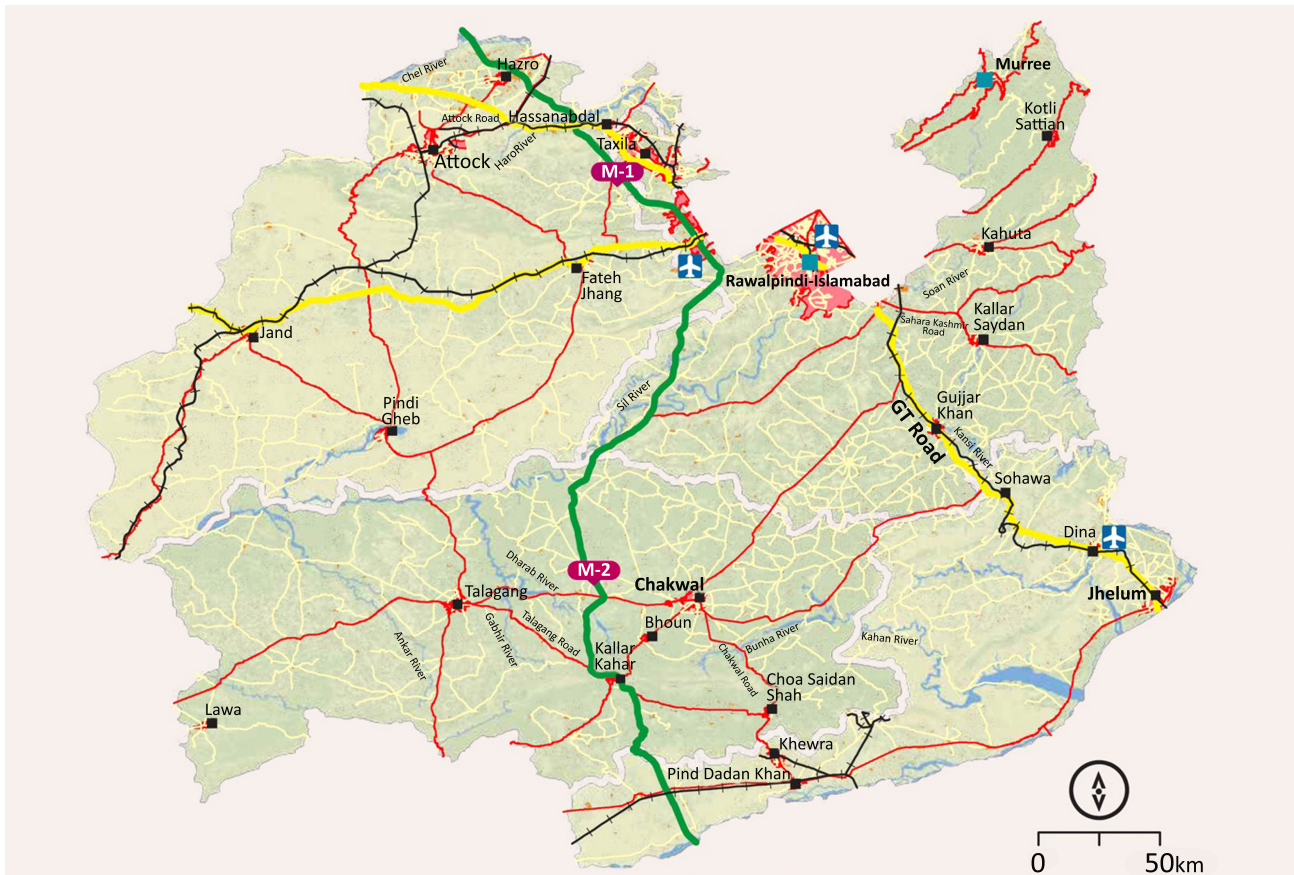 Murree
Chel River
Hazro
Kotli
Sattian
Attock Road
Hassanabdal
HaroRiver
Taxila
Attock
M-1
Kahuta
Fateh
Jhang
Rawalpindi-Islamabad
Soan River
Kallar
Saydan
Sahara Kashmir
Road
Jand
Sil River
Pindi
Gheb
Gujjar
Khan
GT Road
Kansi River
Sohawa
Dina
Dharab River
M-2
Chakwal
Jhelum
Talagang
Gabhir River
Talagang Road
Bhoun
Ankar River
Kallar
Kahar
Chakwal Road
Bunha River
Kahan River
Choa Saidan
Shah
Lawa
Khewra
Pind Dadan Khan
0
50km